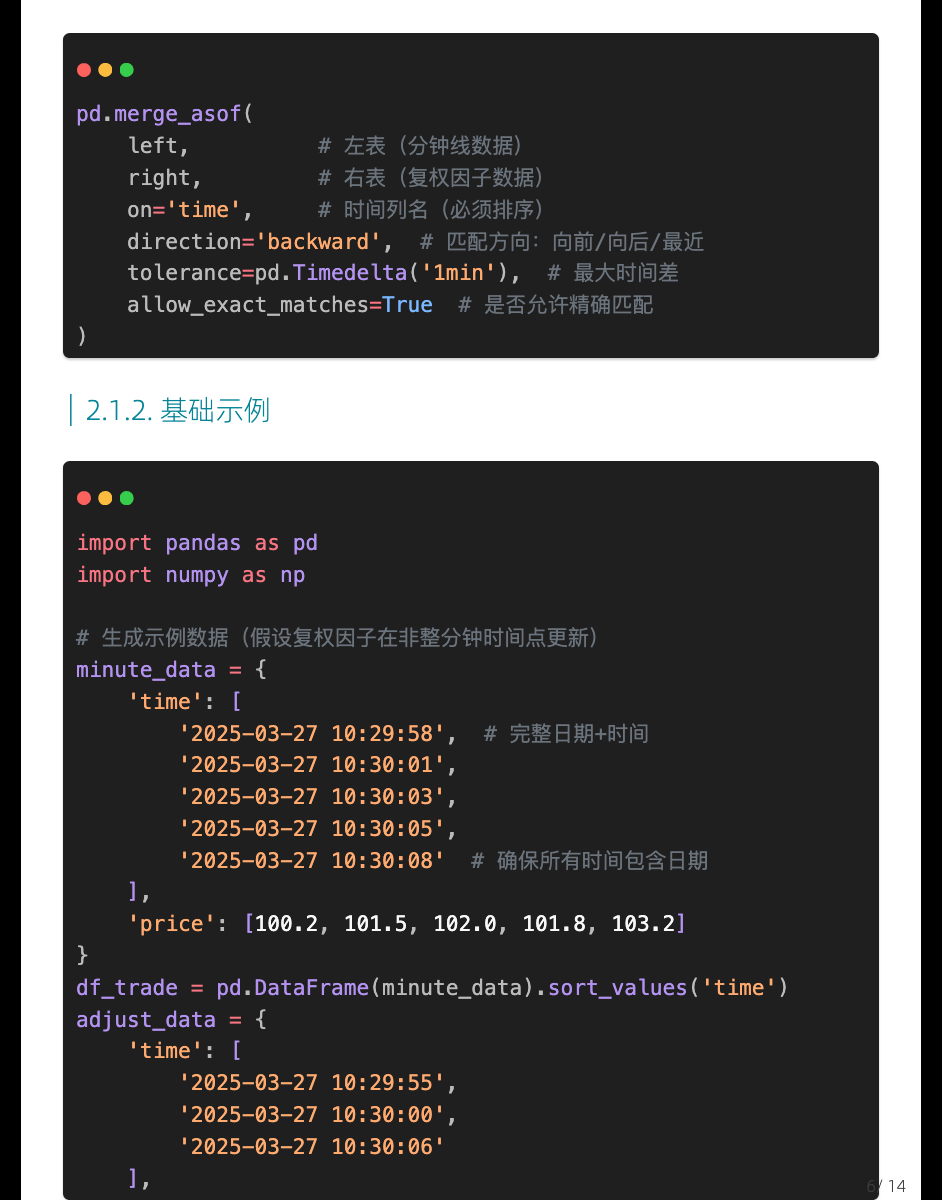 pd.merge_asof(
    left,          # 左表（分钟线数据）
    right,         # 右表（复权因子数据）
    on='time',     # 时间列名（必须排序）
    direction='backward',  # 匹配方向：向前/向后/最近
    tolerance=pd.Timedelta('1min'),  # 最大时间差
    allow_exact_matches=True  # 是否允许精确匹配
)
2.1.2. 基础示例
import pandas as pd
import numpy as np
# 生成示例数据（假设复权因子在非整分钟时间点更新）
minute_data = {
    'time': [
        '2025-03-27 10:29:58',  # 完整日期+时间
        '2025-03-27 10:30:01',
        '2025-03-27 10:30:03',
        '2025-03-27 10:30:05',
        '2025-03-27 10:30:08'  # 确保所有时间包含日期
    ],
    'price': [100.2, 101.5, 102.0, 101.8, 103.2]
}
df_trade = pd.DataFrame(minute_data).sort_values('time')
adjust_data = {
    'time': [
        '2025-03-27 10:29:55',
        '2025-03-27 10:30:00',
        '2025-03-27 10:30:06'
    ],
6/ 14